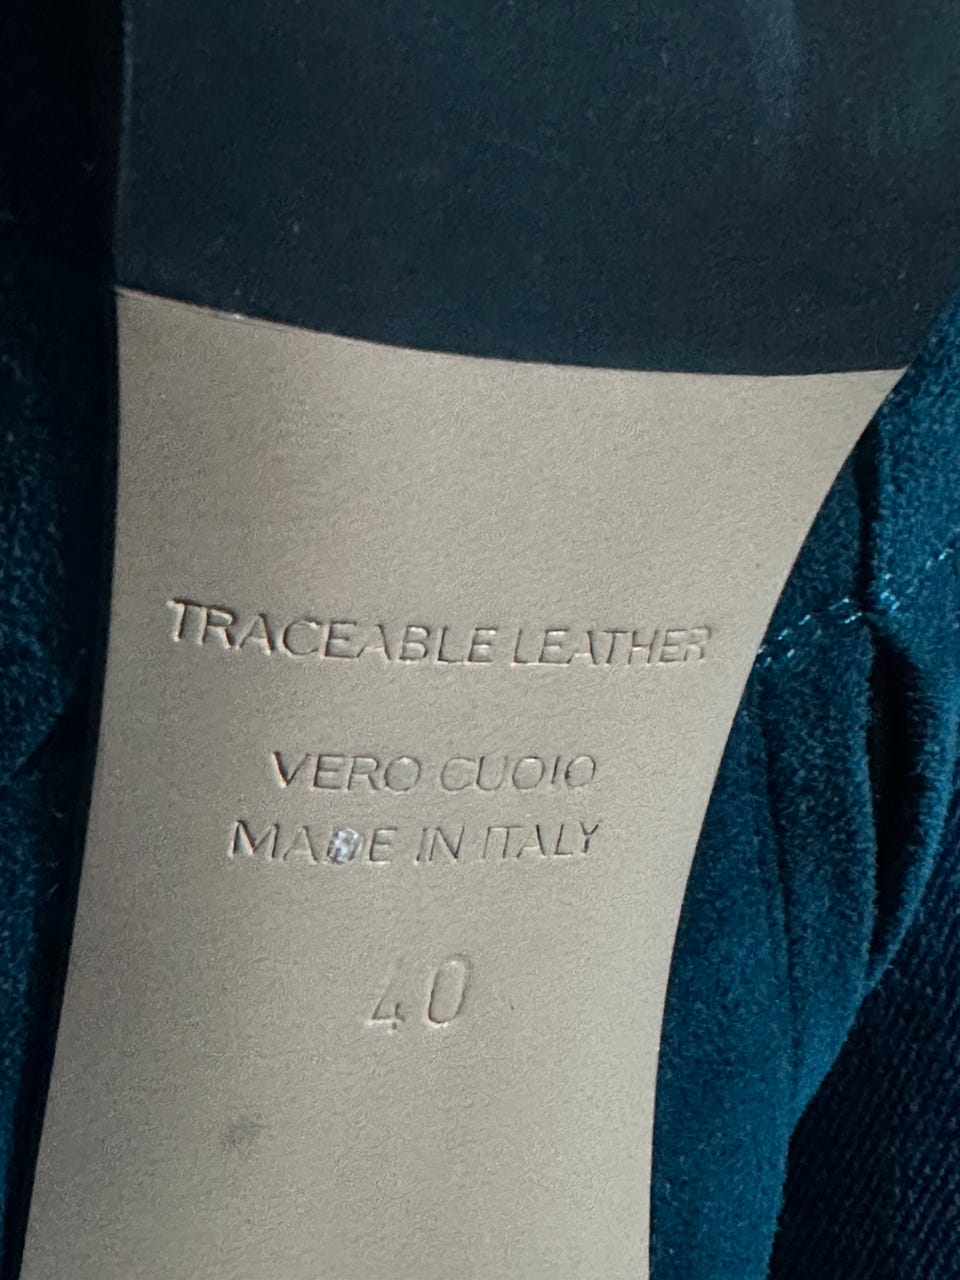 TRACEABLE LEATHER
VERO CUOIO
MADE IN ITALY
40